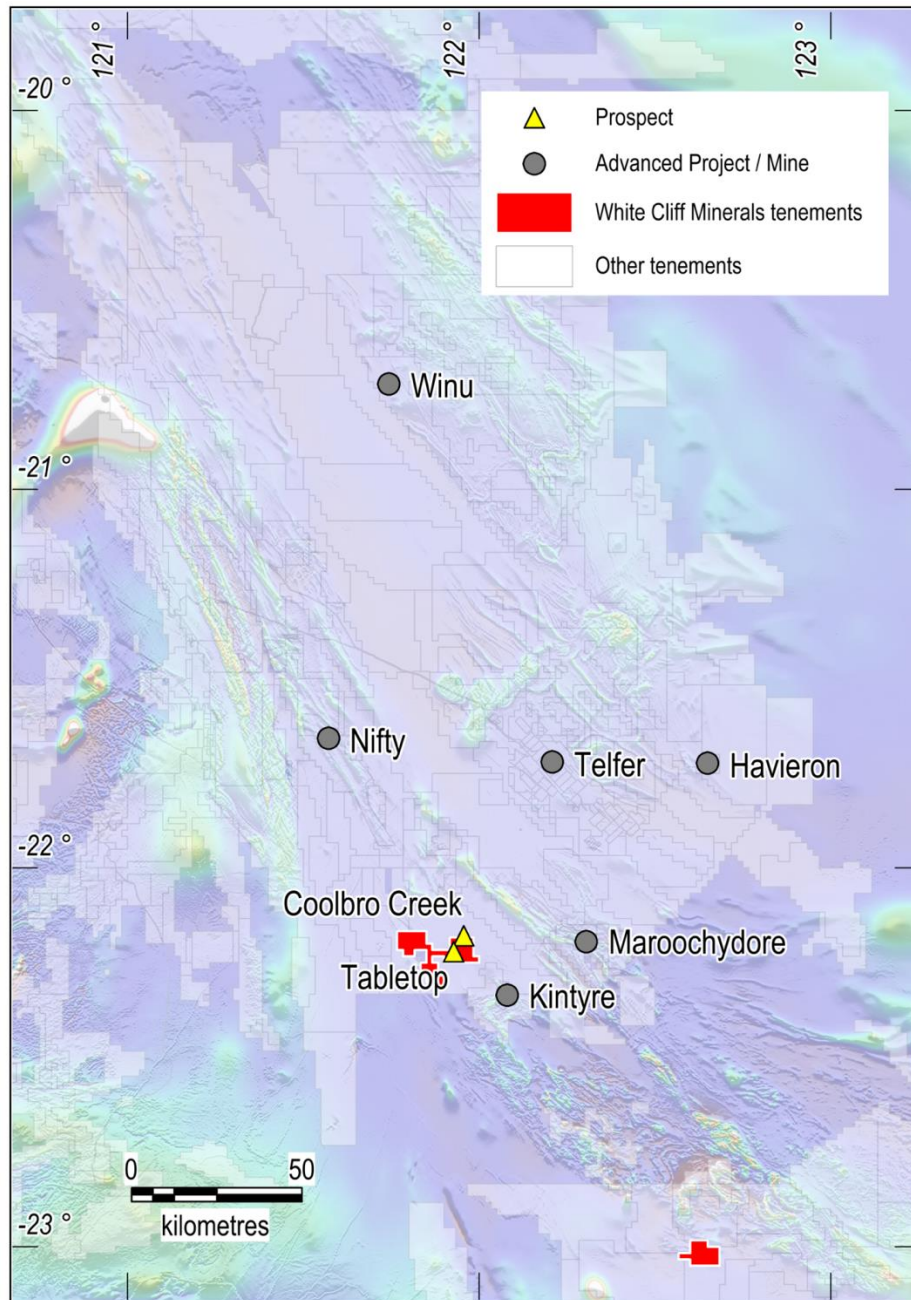 121 °
122 °
123 °
-20 °
Prospect
Advanced Project / Mine
White Cliff Minerals tenements
Other tenements
Winu
-21 °
Nifty
Telfer
Havieron
-22 °
Coolbro Creek
Maroochydore
Tabletop
Kintyre
0 50
kilometres
-23 °